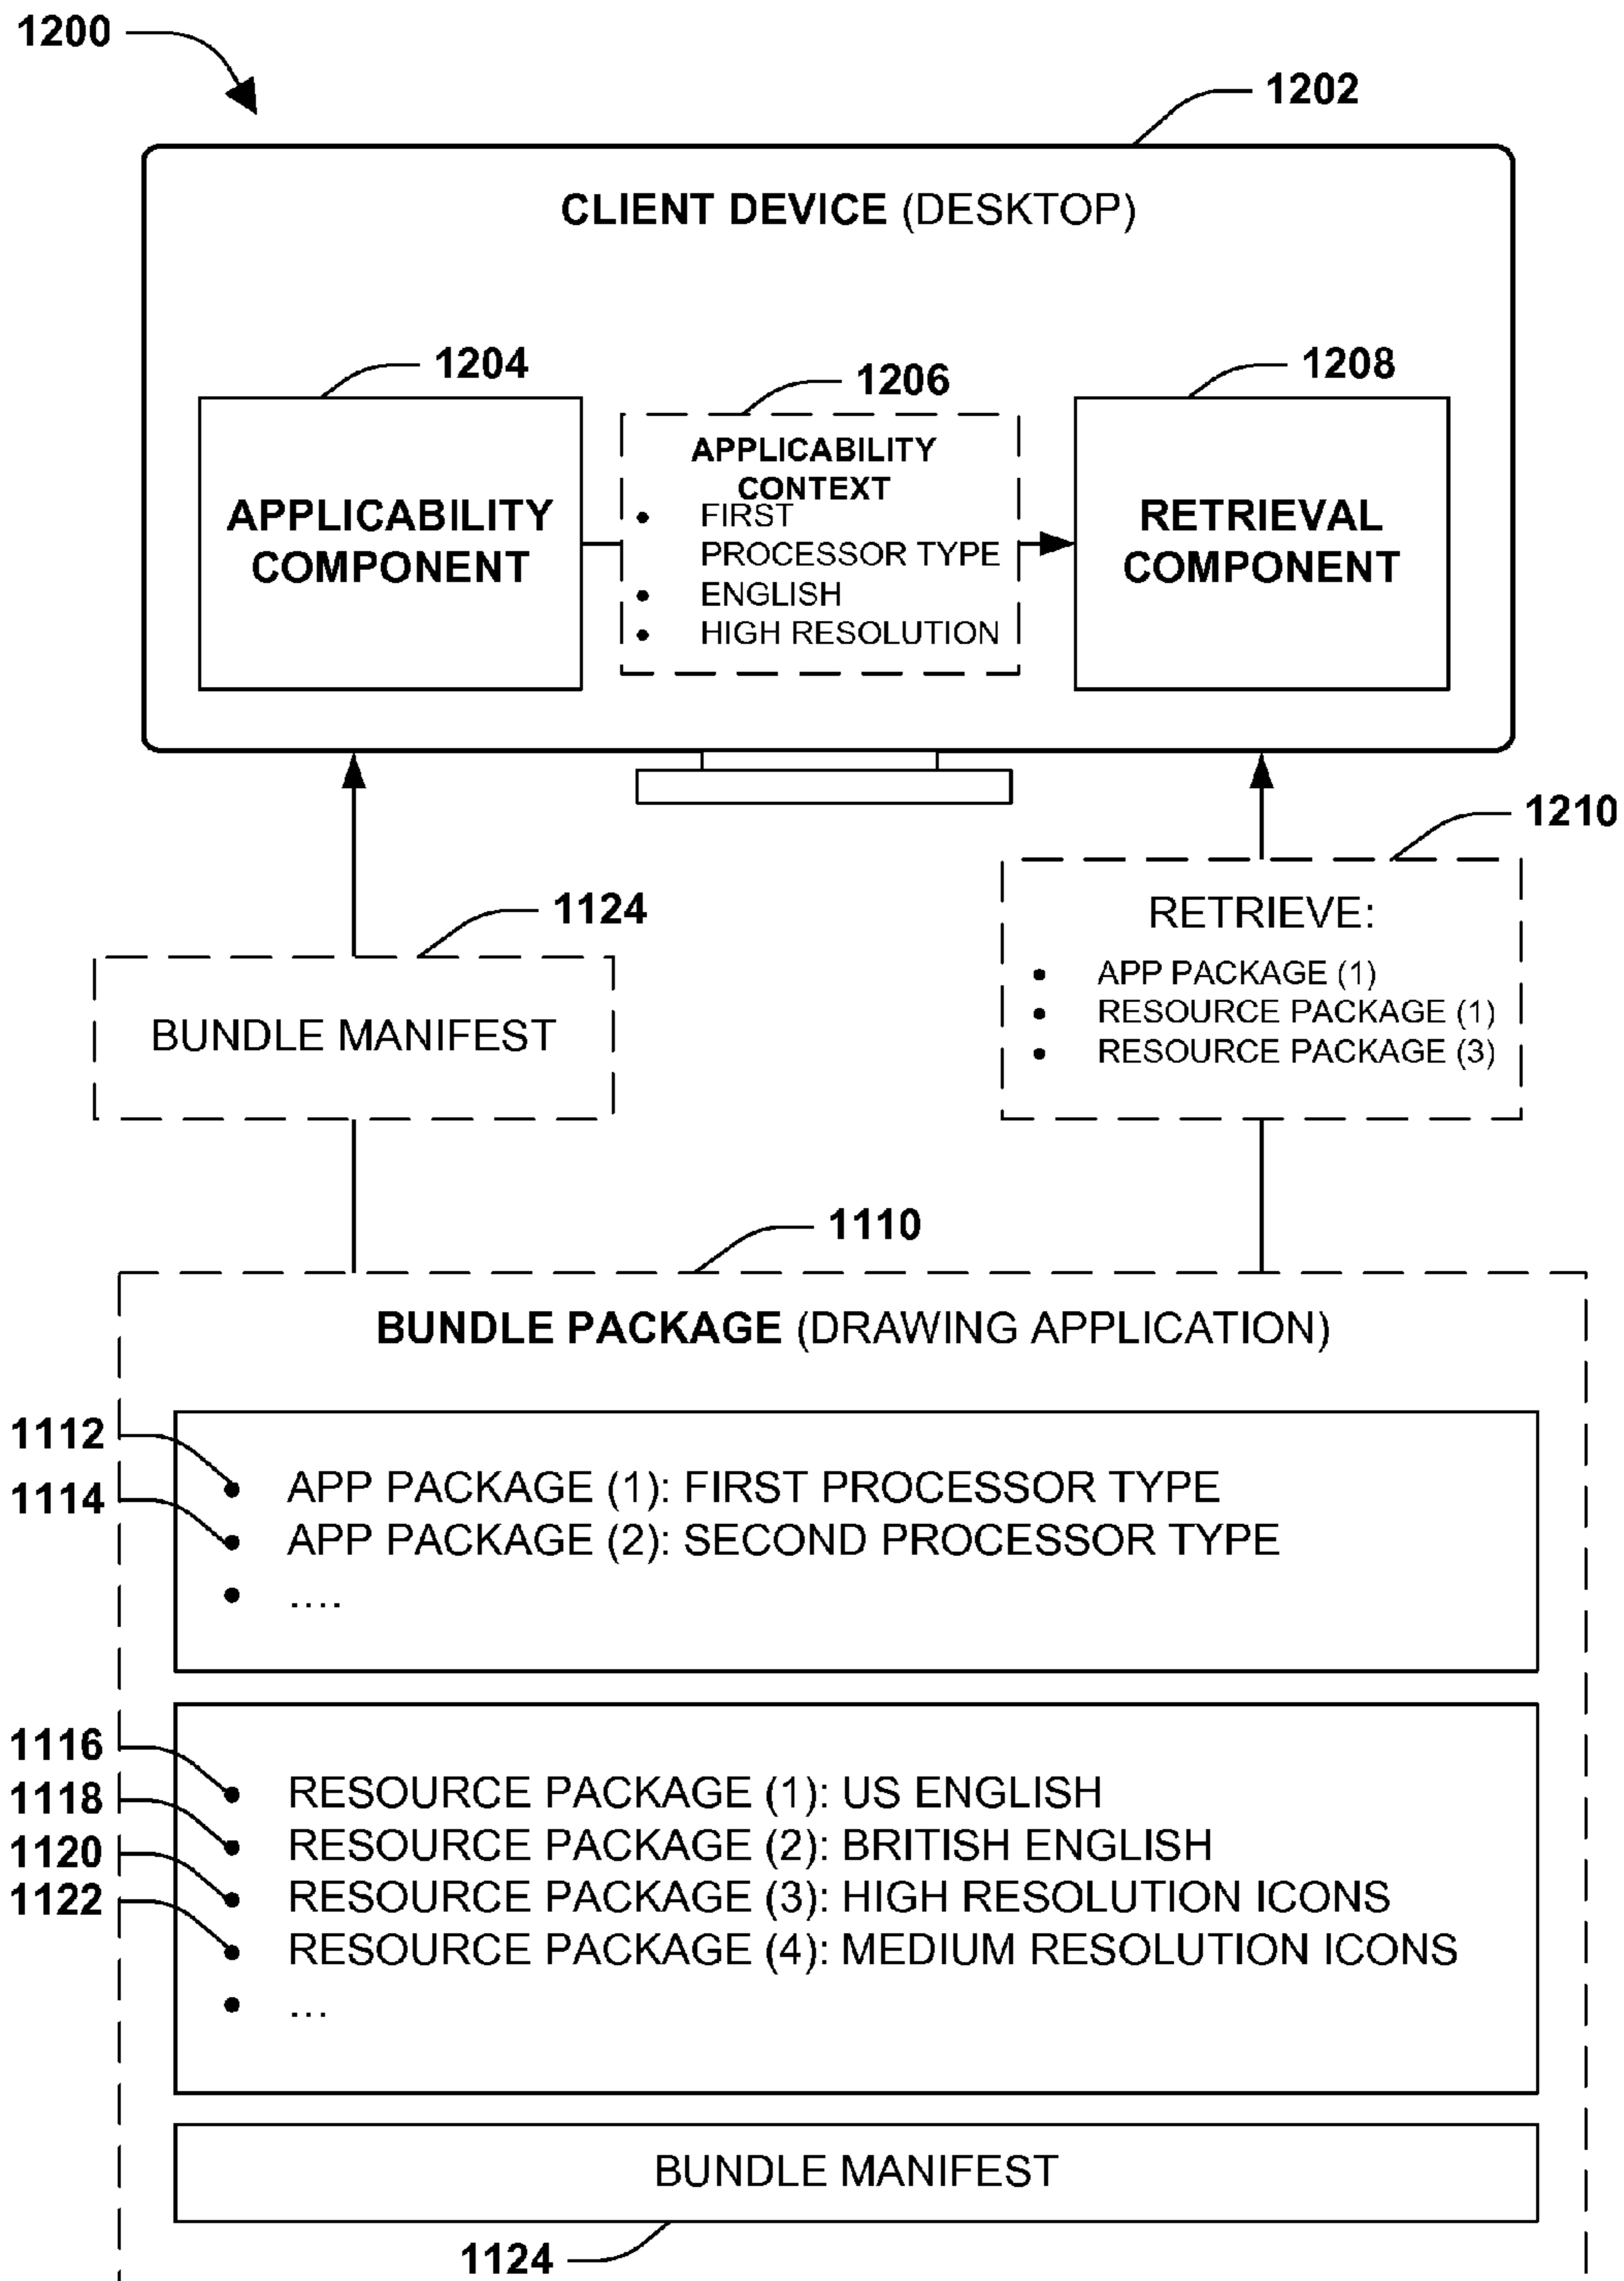 1200
1202
CLIENT DEVICE (DESKTOP)
1204
1206
1208
APPLICABILITY
COMPONENT
APPLICABILITY
CONTEXT
• FIRST
PROCESSOR TYPE
• ENGLISH
• HIGH RESOLUTION
RETRIEVAL
COMPONENT
1210
1124
BUNDLE MANIFEST
RETRIEVE:
• APP PACKAGE (1)
• RESOURCE PACKAGE (1)
• RESOURCE PACKAGE (3)
1110
BUNDLE PACKAGE (DRAWING APPLICATION)
1112
• APP PACKAGE (1): FIRST PROCESSOR TYPE
1114
• APP PACKAGE (2): SECOND PROCESSOR TYPE
• ....
1116
• RESOURCE PACKAGE (1): US ENGLISH
1118
• RESOURCE PACKAGE (2): BRITISH ENGLISH
1120
• RESOURCE PACKAGE (3): HIGH RESOLUTION ICONS
1122
• RESOURCE PACKAGE (4): MEDIUM RESOLUTION ICONS
• ...
BUNDLE MANIFEST
1124